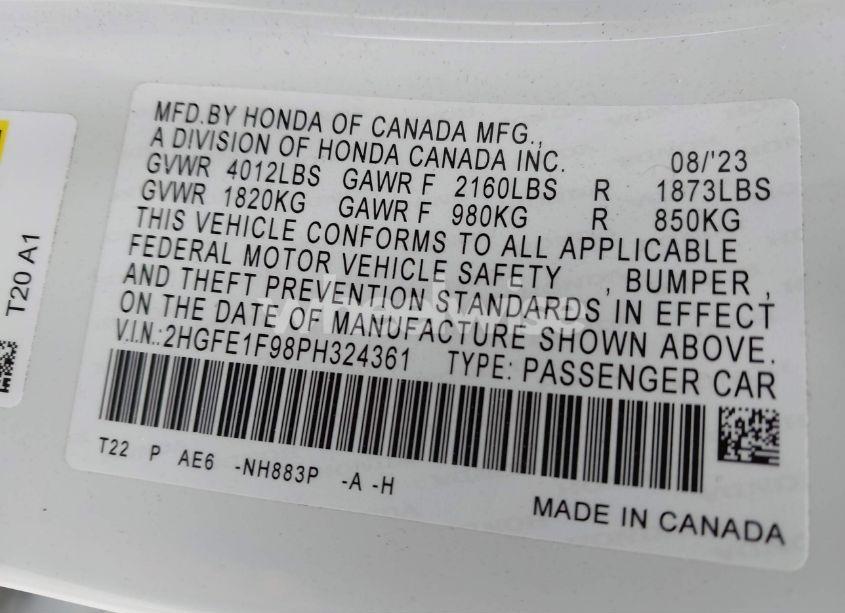 MFD.BY HONDA OF CANADA MFG.,
A DIVISION OF HONDA CANADA INC. 08/'23
GVWR 4012LBS GAWR F 2160LBS R 1873LBS
GVWR 1820KG GAWR F 980KG R 850KG
THIS VEHICLE CONFORMS TO ALL APPLICABLE
FEDERAL MOTOR VEHICLE SAFETY , BUMPER ,
AND THEFT PREVENTION STANDARDS IN EFFECT
ON THE DATE OF MANUFACTURE SHOWN ABOVE.
V.I.N.:2HGFE1F98PH324361 TYPE: PASSENGER CAR
T22 P AE6 -NH883P -A -H
MADE IN CANADA
T20 A1